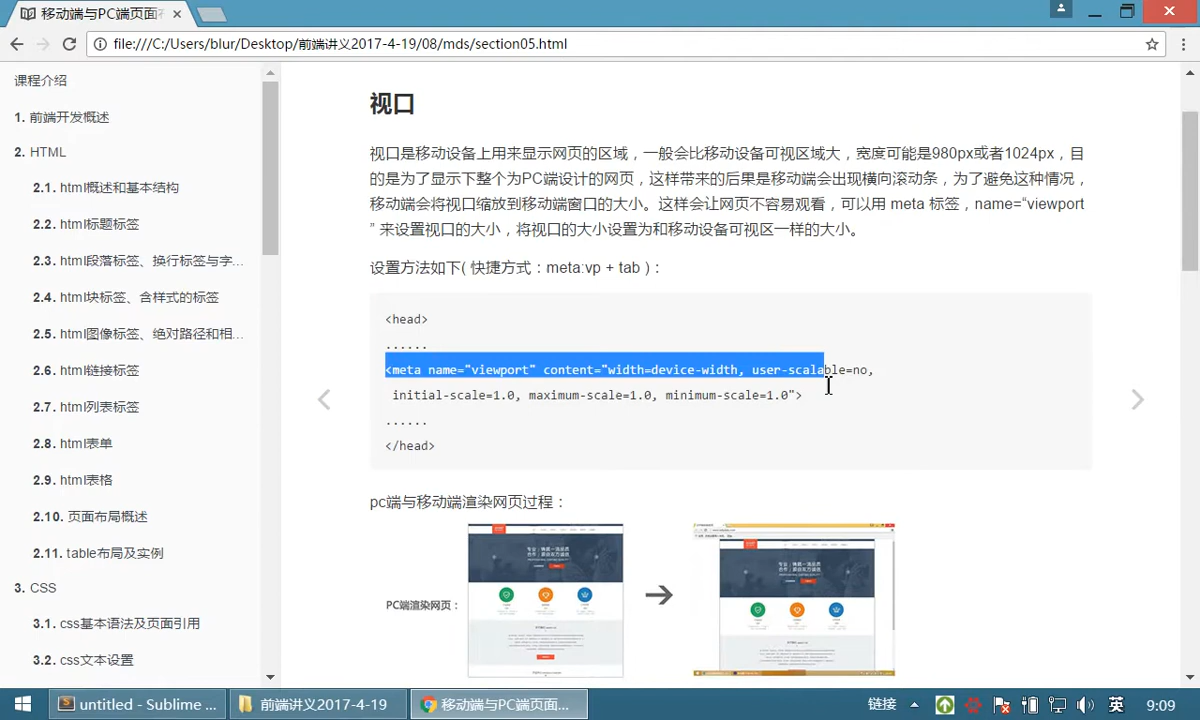 移动端与PC端页面布
file:///C:/Users/blur/Desktop/前端讲义2017-4-19/08/mds/section05.html
课程介绍
1. 前端开发概述
2. HTML
2.1. html概述和基本结构
2.2. html标题标签
2.3. html段落标签、换行标签与字...
2.4. html块标签、含样式的标签
2.5. html图像标签、绝对路径和相...
2.6. html链接标签
2.7. html列表标签
2.8. html表单
2.9. html表格
2.10. 页面布局概述
2.11. table布局及实例
3. CSS
3.1. css基本语法及页面引用
3.2. css文本设置
视口
视口是移动设备上用来显示网页的区域，一般会比移动设备可视区域大，宽度可能是980px或者1024px，目
的是为了显示下整个为PC端设计的网页，这样带来的后果是移动端会出现横向滚动条，为了避免这种情况，
移动端会将视口缩放到移动端窗口的大小。这样会让网页不容易观看，可以用 meta 标签，name=“viewport
” 来设置视口的大小，将视口的大小设置为和移动设备可视区一样的大小。
设置方法如下( 快捷方式：meta:vp + tab )：
<head>
......
<meta name="viewport" content="width=device-width, user-scalable=no,
initial-scale=1.0, maximum-scale=1.0, minimum-scale=1.0">
......
</head>
pc端与移动端渲染网页过程：
PC端渲染网页：
untitled - Sublime ...
前端讲义2017-4-19
移动端与PC端页面...
链接
英
9:09